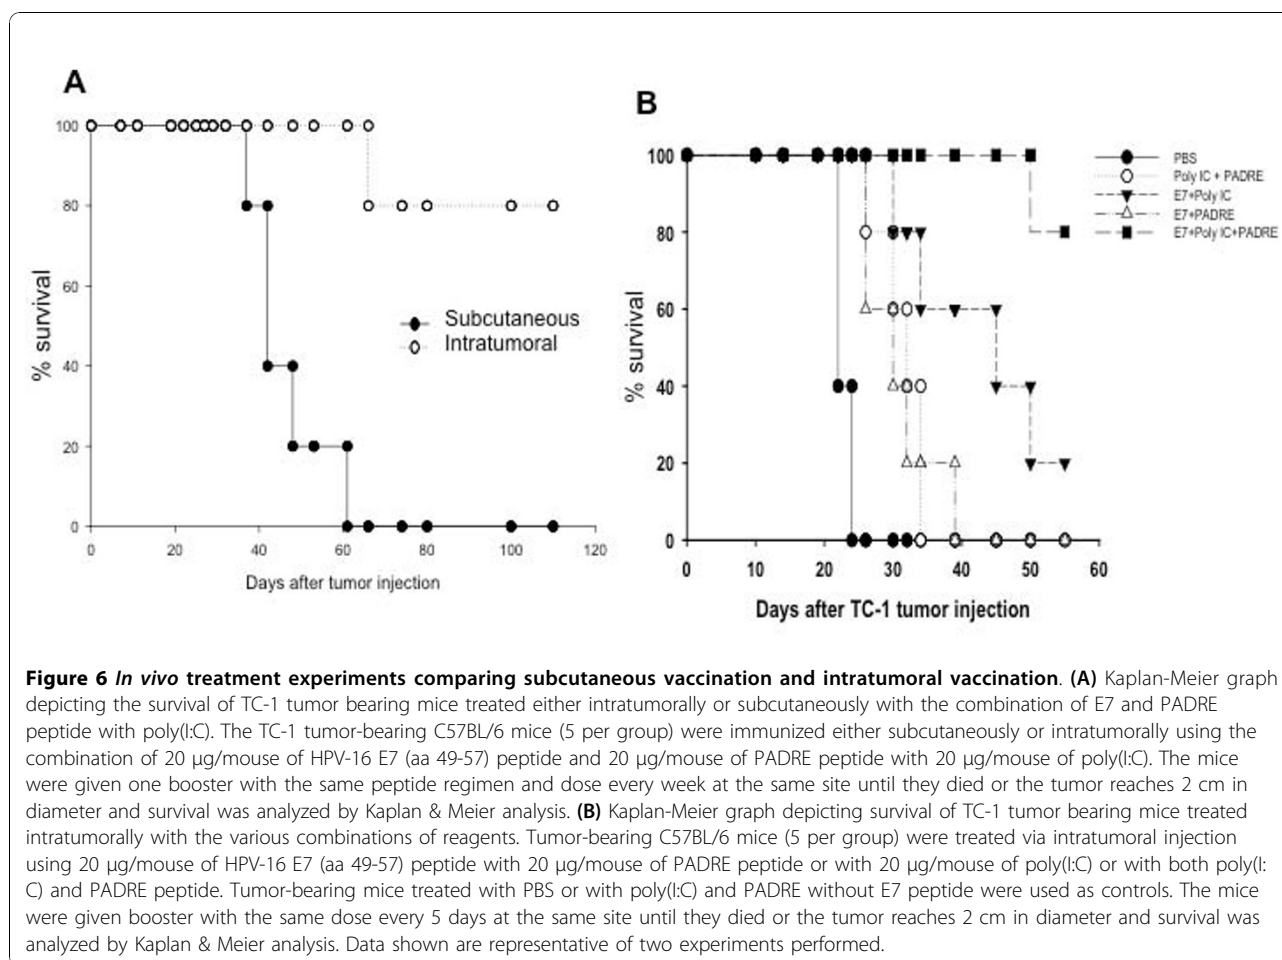 A
100
80
60
40
20
0
% survival
Subcutaneous
Intratumoral
0 20 40 60 80 100 120
Days after tumor injection
B
100
80
60
40
20
0
% survival
PBS
Poly IC + PADRE
E7+Poly IC
E7+PADRE
E7+Poly IC+PADRE
0 10 20 30 40 50 60
Days after TC-1 tumor injection
Figure 6 In vivo treatment experiments comparing subcutaneous vaccination and intratumoral vaccination. (A) Kaplan-Meier graph
depicting the survival of TC-1 tumor bearing mice treated either intratumorally or subcutaneously with the combination of E7 and PADRE
peptide with poly(I:C). The TC-1 tumor-bearing C57BL/6 mice (5 per group) were immunized either subcutaneously or intratumorally using the
combination of 20 μg/mouse of HPV-16 E7 (aa 49-57) peptide and 20 μg/mouse of PADRE peptide with 20 μg/mouse of poly(I:C). The mice
were given one booster with the same peptide regimen and dose every week at the same site until they died or the tumor reaches 2 cm in
diameter and survival was analyzed by Kaplan & Meier analysis. (B) Kaplan-Meier graph depicting survival of TC-1 tumor bearing mice treated
intratumorally with the various combinations of reagents. Tumor-bearing C57BL/6 mice (5 per group) were treated via intratumoral injection
using 20 μg/mouse of HPV-16 E7 (aa 49-57) peptide with 20 μg/mouse of PADRE peptide or with 20 μg/mouse of poly(I:C) or with both poly(I:
C) and PADRE peptide. Tumor-bearing mice treated with PBS or with poly(I:C) and PADRE without E7 peptide were used as controls. The mice
were given booster with the same dose every 5 days at the same site until they died or the tumor reaches 2 cm in diameter and survival was
analyzed by Kaplan & Meier analysis. Data shown are representative of two experiments performed.